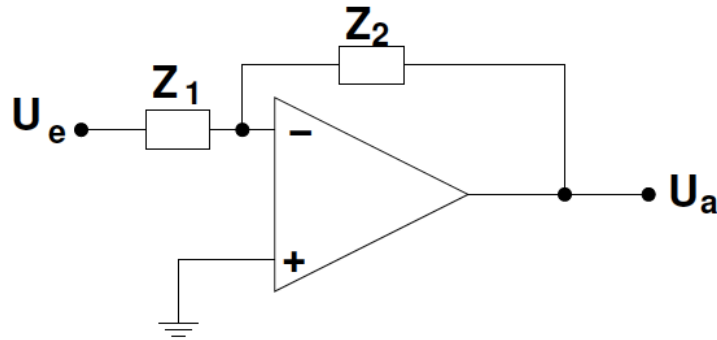 Z₂
Z₁
Uₑ
−
Uₐ
+